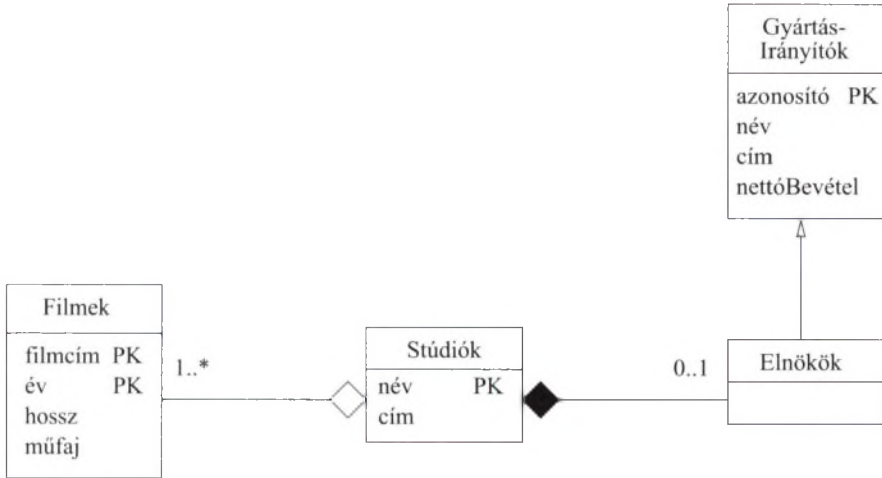 Gyártás-
Irányítók
azonosító PK
név
cím
nettóBevétel
Filmek
filmcím PK
év PK
hossz
műfaj
1..*
Stúdiók
név PK
cím
0..1
Elnökök